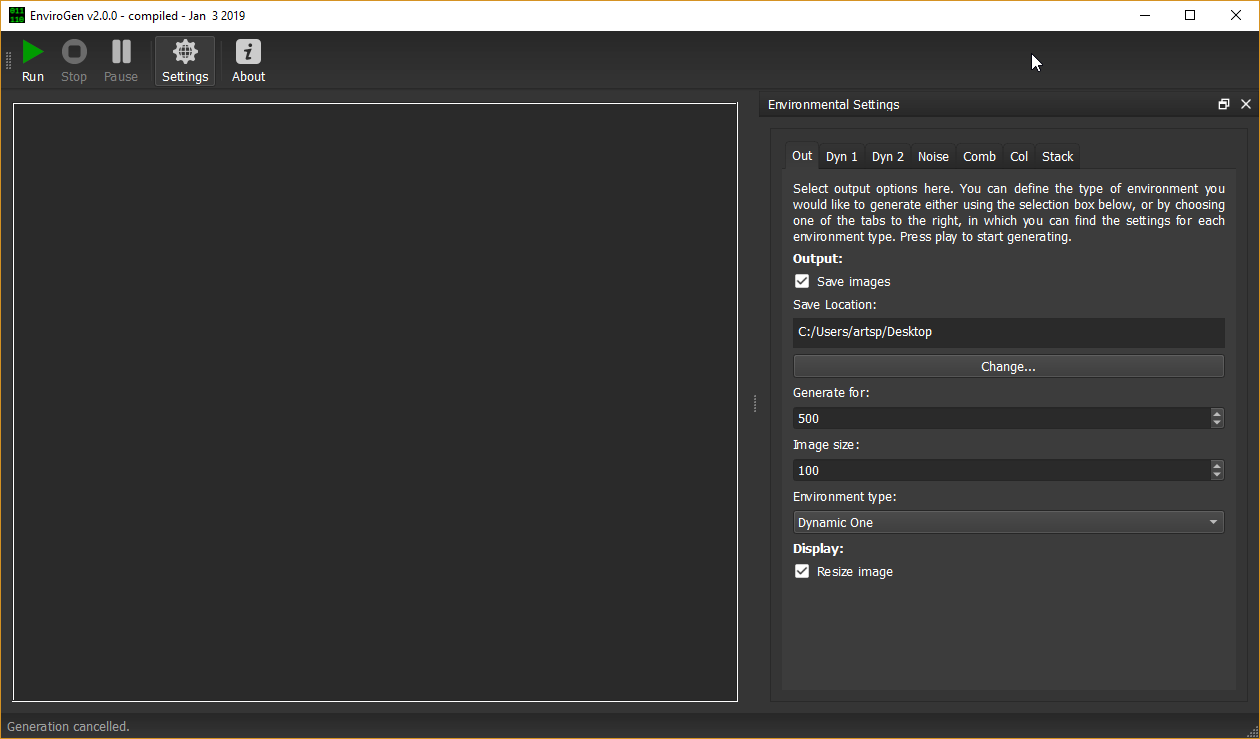 EnviroGen v2.0.0 - compiled - Jan  3 2019
Run Stop Pause Settings About
Environmental Settings
Out Dyn 1 Dyn 2 Noise Comb Col Stack
Select output options here. You can define the type of environment you
would like to generate either using the selection box below, or by choosing
one of the tabs to the right, in which you can find the settings for each
environment type. Press play to start generating.
Output:
Save images
Save Location:
C:/Users/artsp/Desktop
Change...
Generate for:
500
Image size:
100
Environment type:
Dynamic One
Display:
Resize image
Generation cancelled.